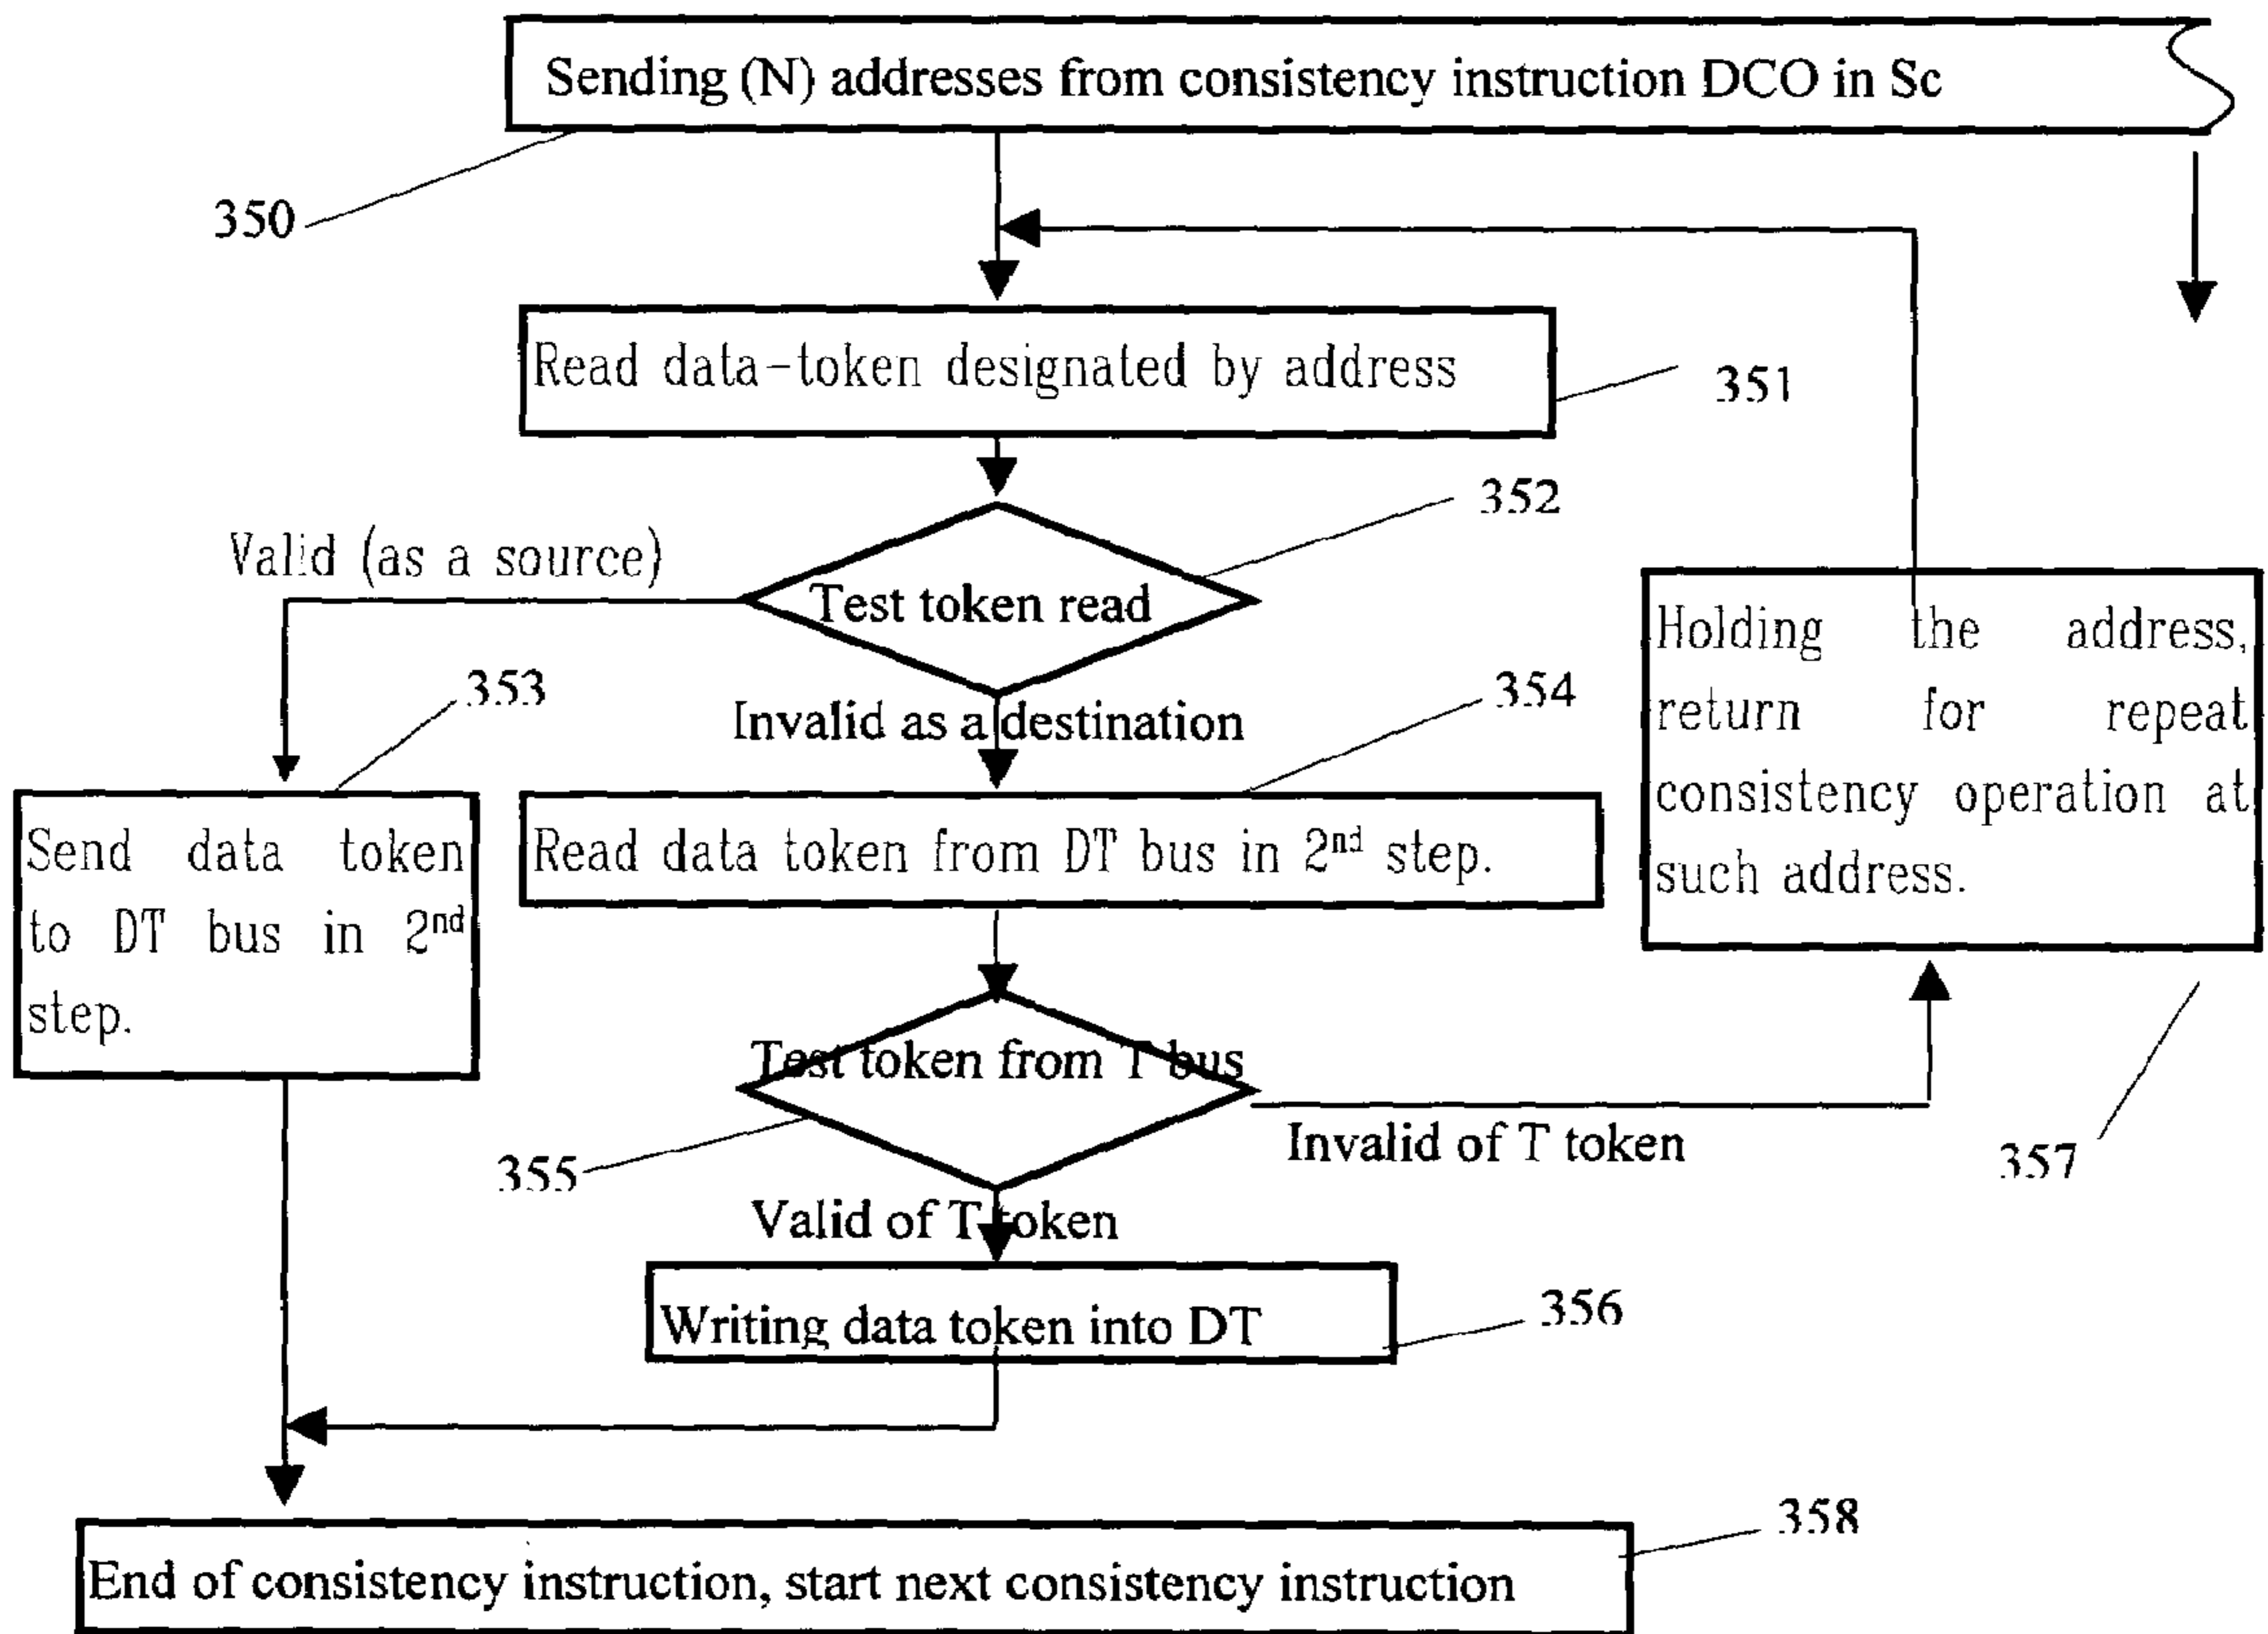 Sending (N) addresses from consistency instruction DCO in Sc
350
Read data-token designated by address
351
352
Valid (as a source)
Test token read
Holding the address,
return for repeat
consistency operation at
such address.
353
Invalid as a destination
354
Send data token
to DT bus in 2nd
step.
Read data token from DT bus in 2nd step.
Test token from T bus
355
Invalid of T token
357
Valid of T token
Writing data token into DT
356
358
End of consistency instruction, start next consistency instruction